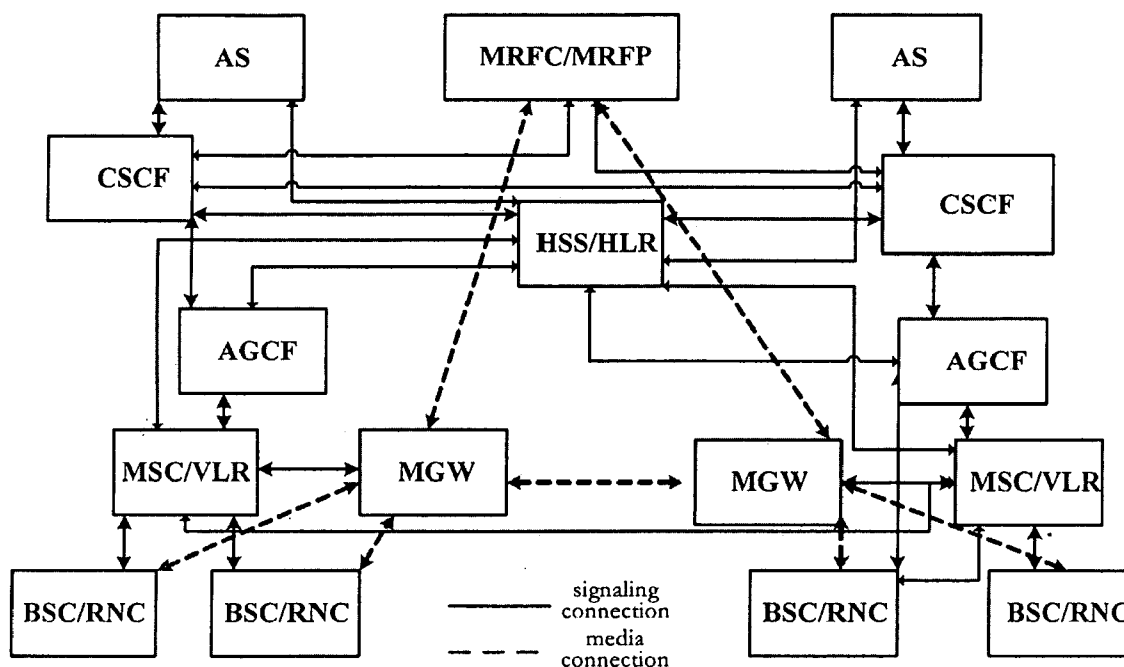 AS
MRFC/MRFP
AS
CSCF
CSCF
HSS/HLR
AGCF
AGCF
MSC/VLR
MGW
MGW
MSC/VLR
BSC/RNC
BSC/RNC
signaling
connection
media
connection
BSC/RNC
BSC/RNC